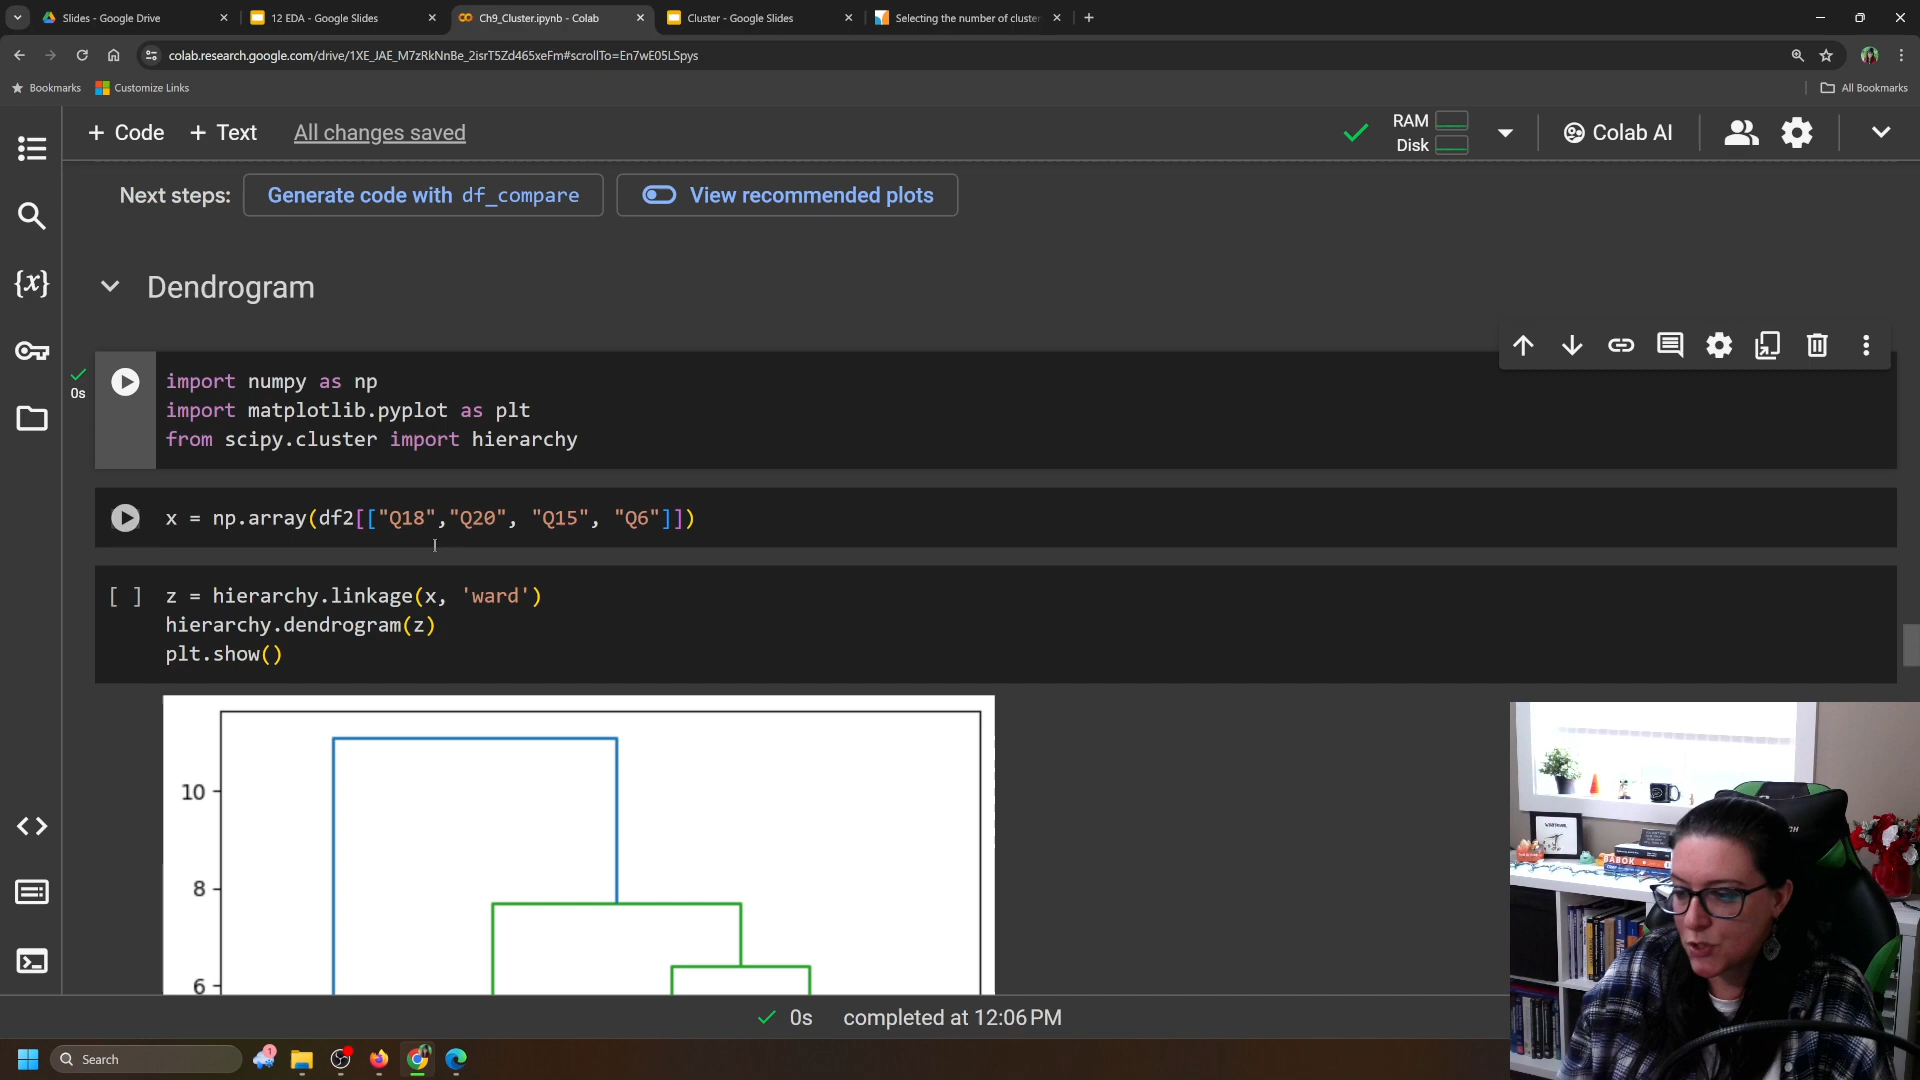 Slides - Google Drive
12 EDA - Google Slides
Ch9_Cluster.ipynb - Colab
Cluster - Google Slides
Selecting the number of cluster
colab.research.google.com/drive/1XE_JAE_M7zRkNnBe_2isrT5Zd465xeFm#scrollTo=En7wE05LSpys
Bookmarks
Customize Links
All Bookmarks
+ Code
+ Text
All changes saved
RAM
Disk
Colab AI
Next steps:
Generate code with df_compare
View recommended plots
Dendrogram
0s
import numpy as np
import matplotlib.pyplot as plt
from scipy.cluster import hierarchy
x = np.array(df2[["Q18","Q20", "Q15", "Q6"]])
[ ]
z = hierarchy.linkage(x, 'ward')
hierarchy.dendrogram(z)
plt.show()
10
8
6
BABOK
0s completed at 12:06 PM
Search
1